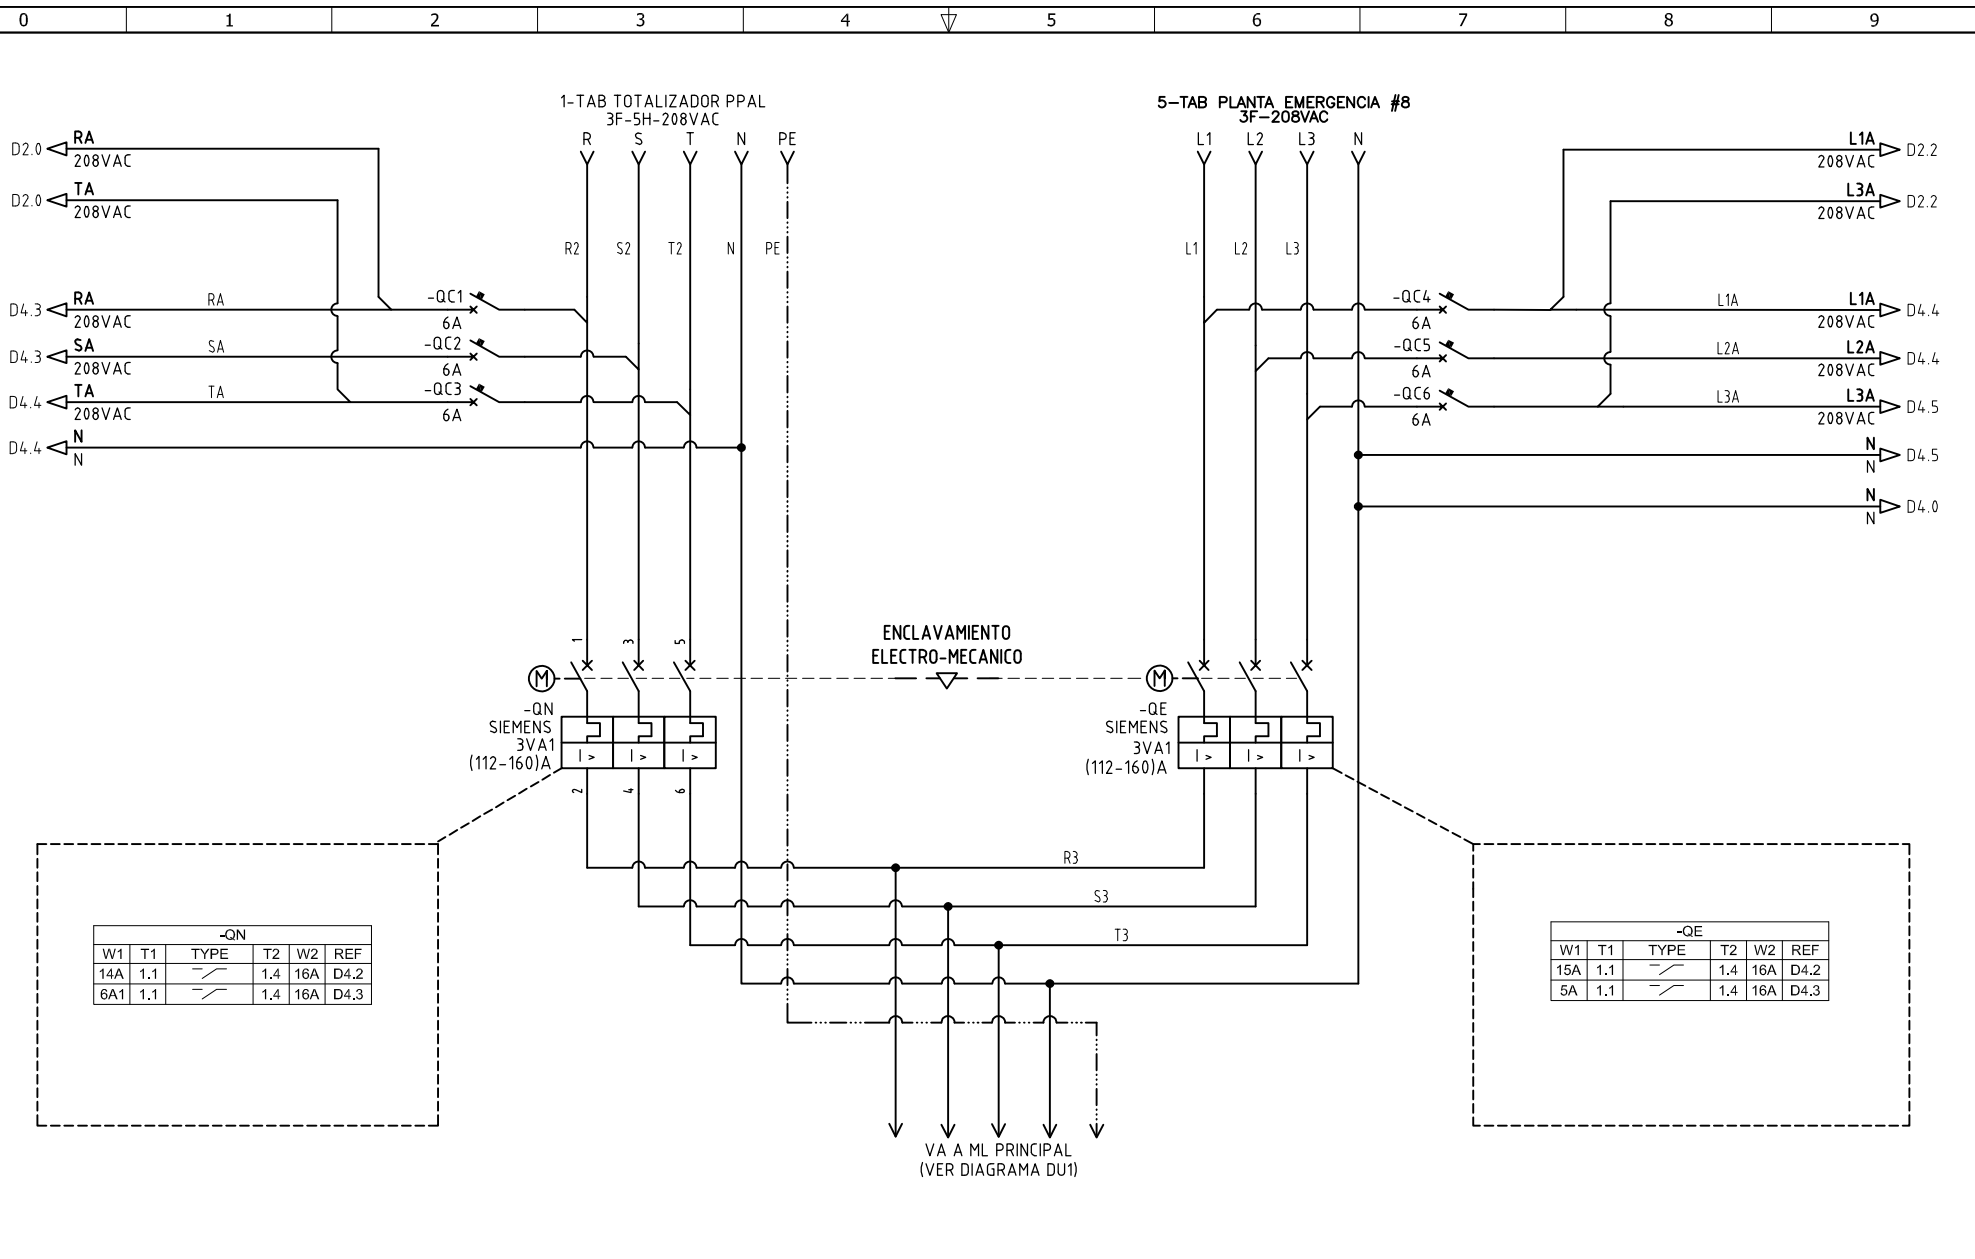 0 1 2 3 4 5 6 7 8 9
1-TAB TOTALIZADOR PPAL
3F-5H-208VAC
R S T N PE
5-TAB PLANTA EMERGENCIA #8
3F-208VAC
L1 L2 L3 N
D2.0 RA
208VAC
D2.0 TA
208VAC
L1A D2.2
208VAC
L3A D2.2
208VAC
R2 S2 T2 N PE
L1 L2 L3
D4.3 RA
208VAC
RA
-QC1
6A
D4.3 SA
208VAC
SA
-QC2
6A
D4.4 TA
208VAC
TA
-QC3
6A
D4.4 N
N
-QC4
6A
L1A
L1A D4.4
208VAC
-QC5
6A
L2A
L2A D4.4
208VAC
-QC6
6A
L3A
L3A D4.5
208VAC
N D4.5
N
N D4.0
N
ENCLAVAMIENTO
ELECTRO-MECANICO
1 3 5
M
-QN
SIEMENS
3VA1
(112-160)A
I > I > I >
2 4 6
M
-QE
SIEMENS
3VA1
(112-160)A
I > I > I >
R3
S3
T3
-QN
W1 T1 TYPE T2 W2 REF
14A 1.1 1.4 16A D4.2
6A1 1.1 1.4 16A D4.3
-QE
W1 T1 TYPE T2 W2 REF
15A 1.1 1.4 16A D4.2
5A 1.1 1.4 16A D4.3
VA A ML PRINCIPAL
(VER DIAGRAMA DU1)